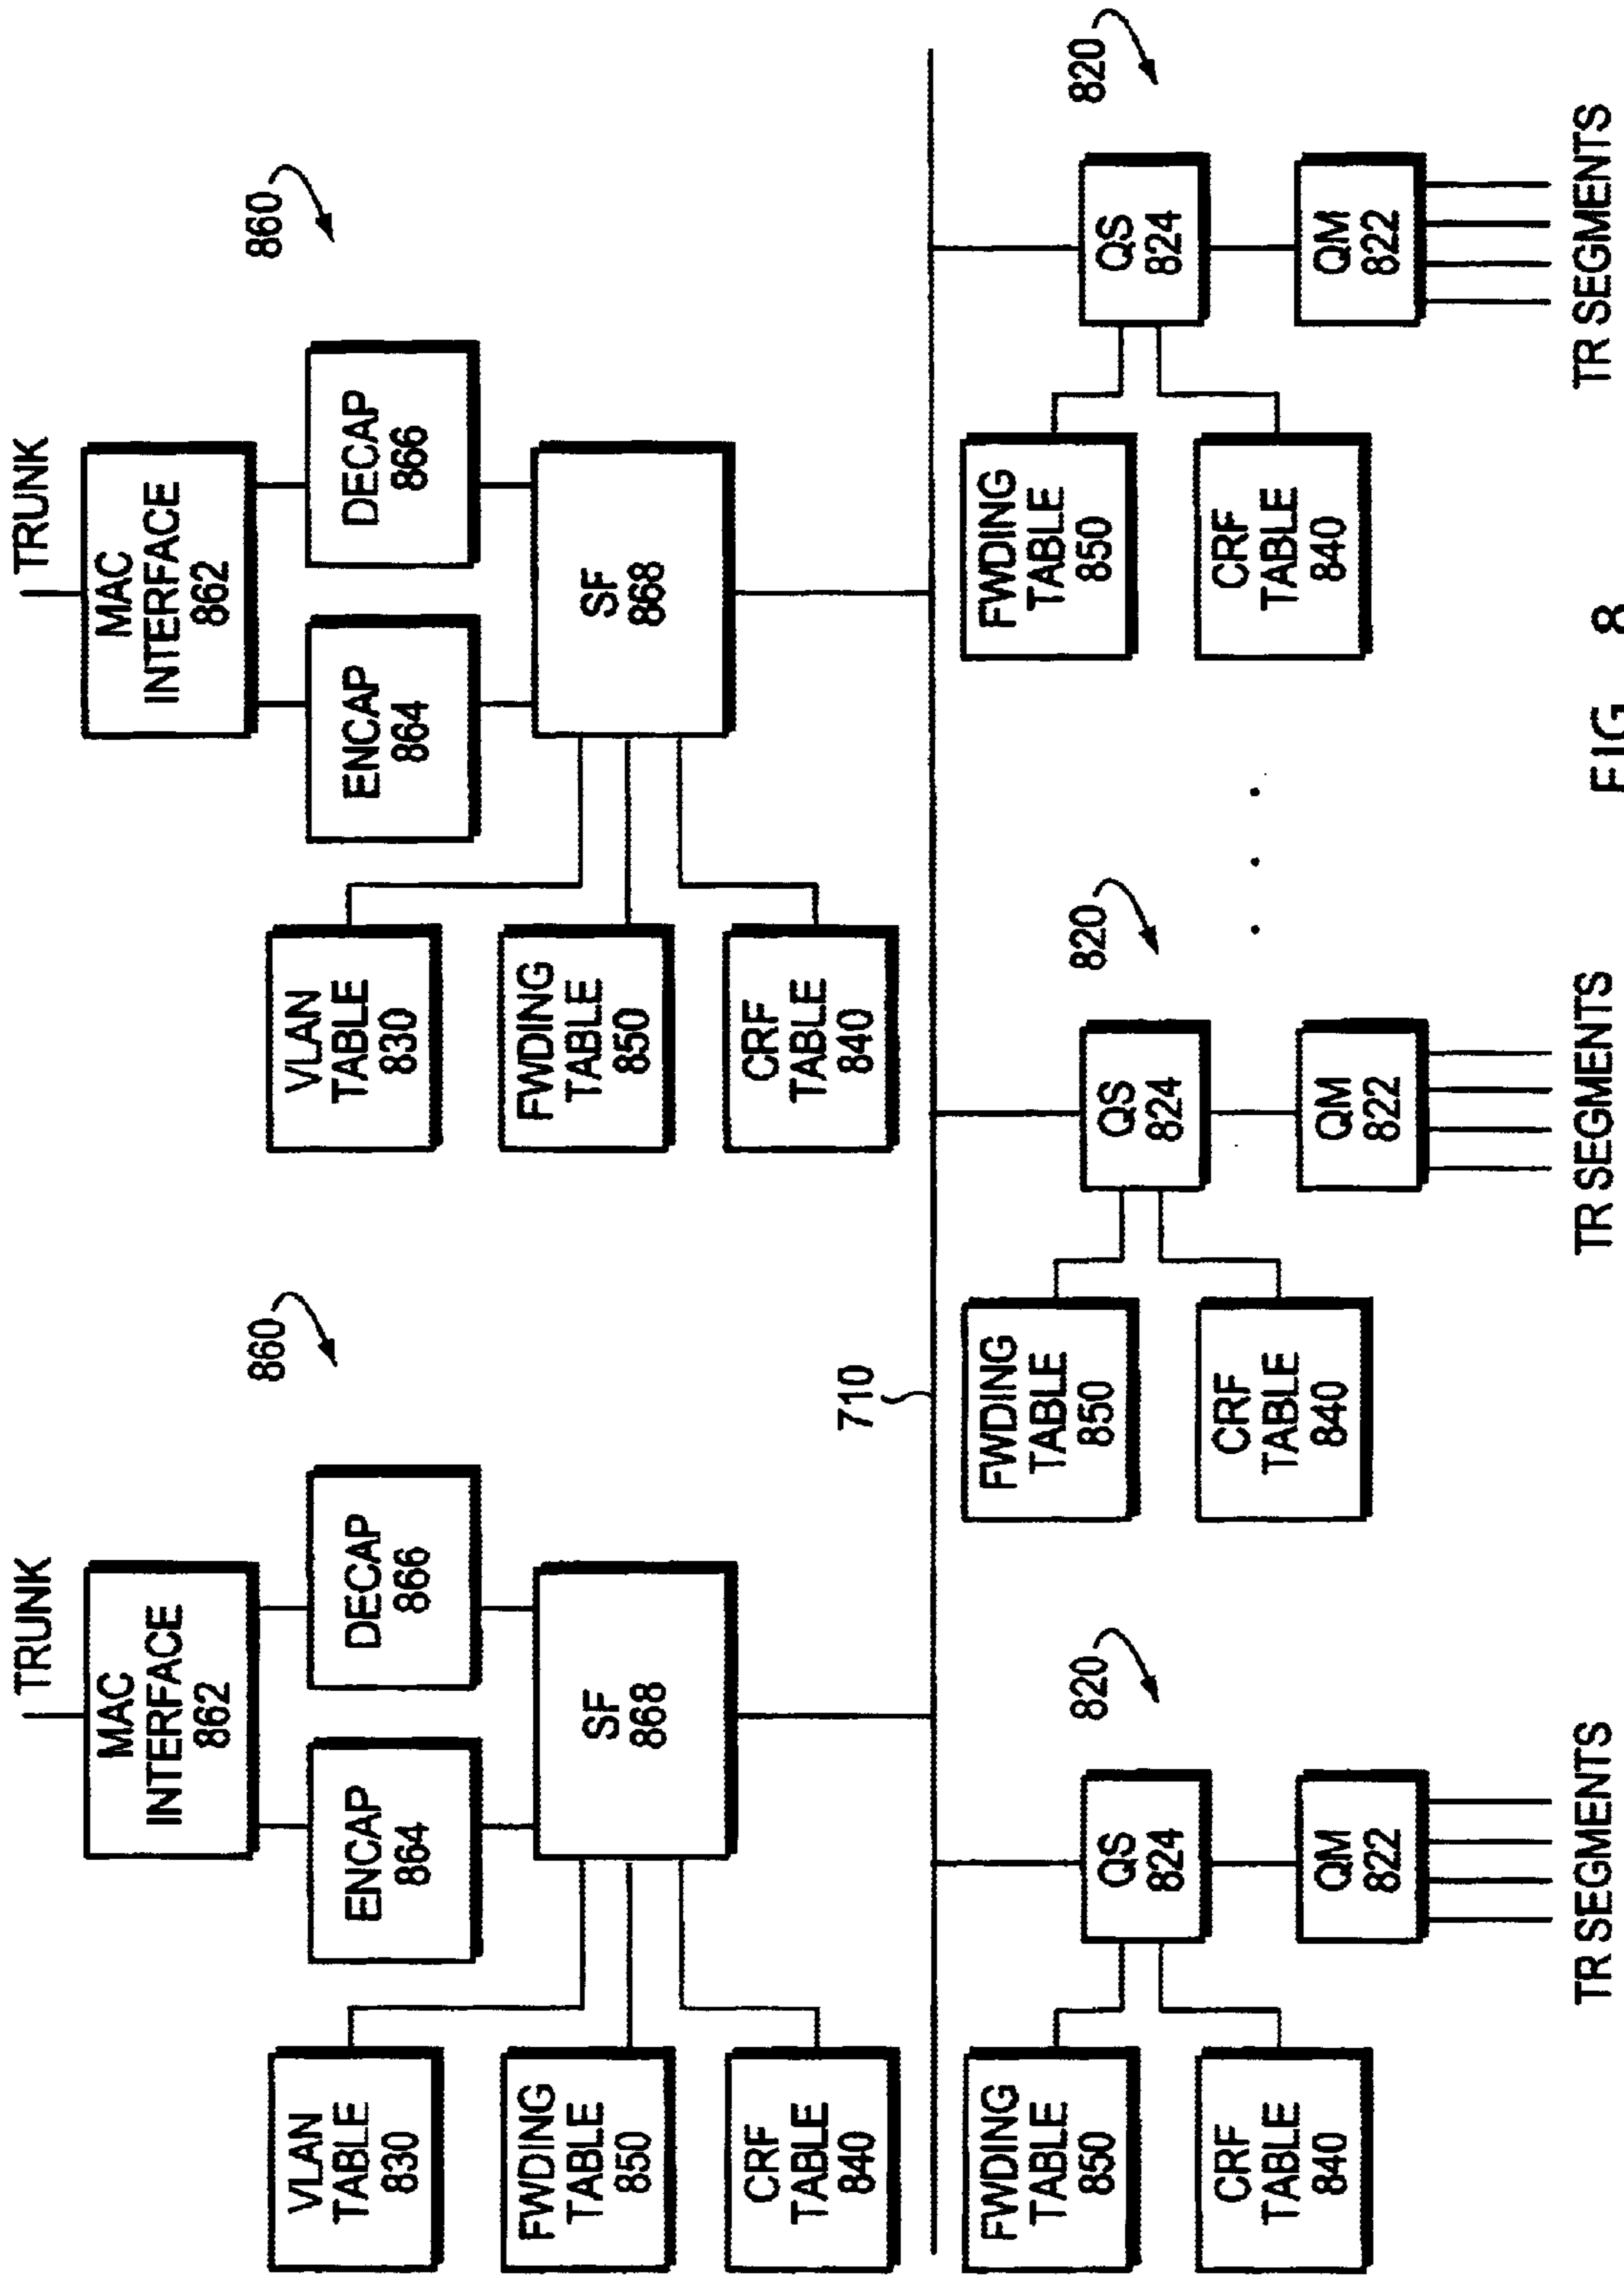 TRUNK
MAC
INTERFACE
862
ENCAP
864
DECAP
866
SF
868
VLAN
TABLE
830
FWDING
TABLE
850
CRF
TABLE
840
860
TRUNK
MAC
INTERFACE
862
ENCAP
864
DECAP
866
SF
868
VLAN
TABLE
830
FWDING
TABLE
850
CRF
TABLE
840
860
710
FWDING
TABLE
850
CRF
TABLE
840
QS
824
QM
822
820
TR SEGMENTS
FWDING
TABLE
850
CRF
TABLE
840
QS
824
QM
822
820
TR SEGMENTS
FWDING
TABLE
850
CRF
TABLE
840
QS
824
QM
822
820
TR SEGMENTS
FIG 8